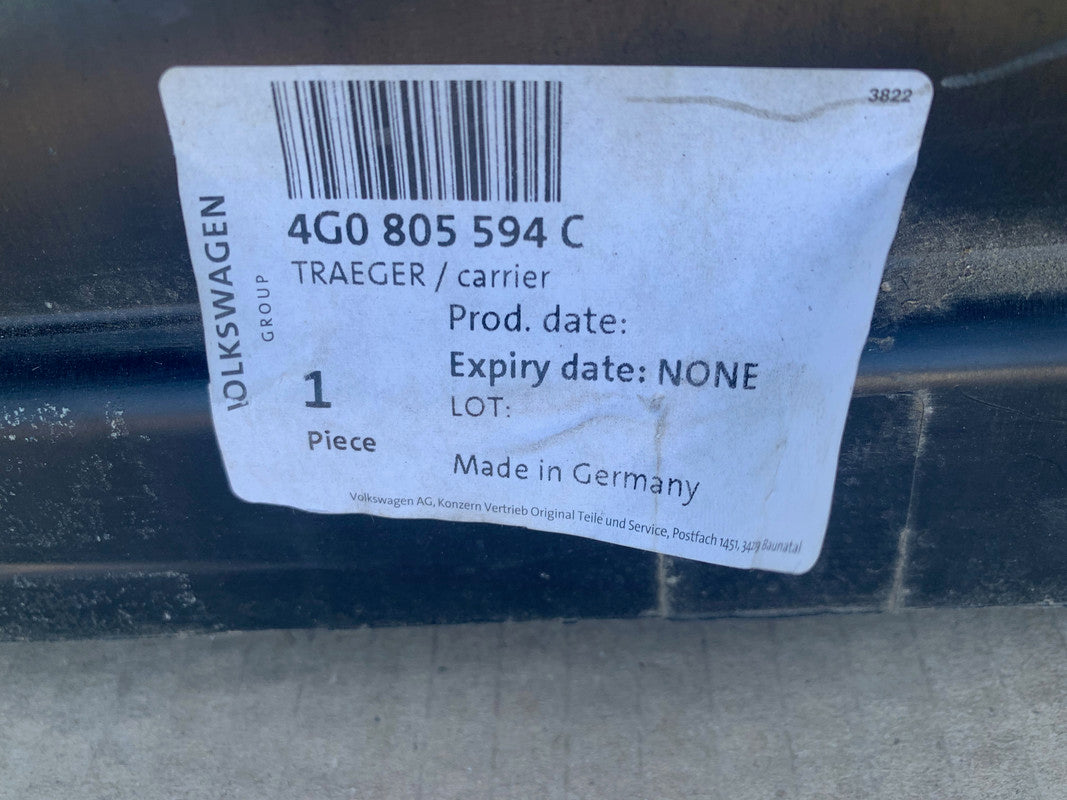 3822
4G0 805 594 C
TRAEGER / carrier
VOLKSWAGEN
GROUP
Prod. date:
Expiry date: NONE
LOT:
1
Piece
Made in Germany
Volkswagen AG, Konzern Vertrieb Original Teile und Service, Postfach 1451, Baunatal